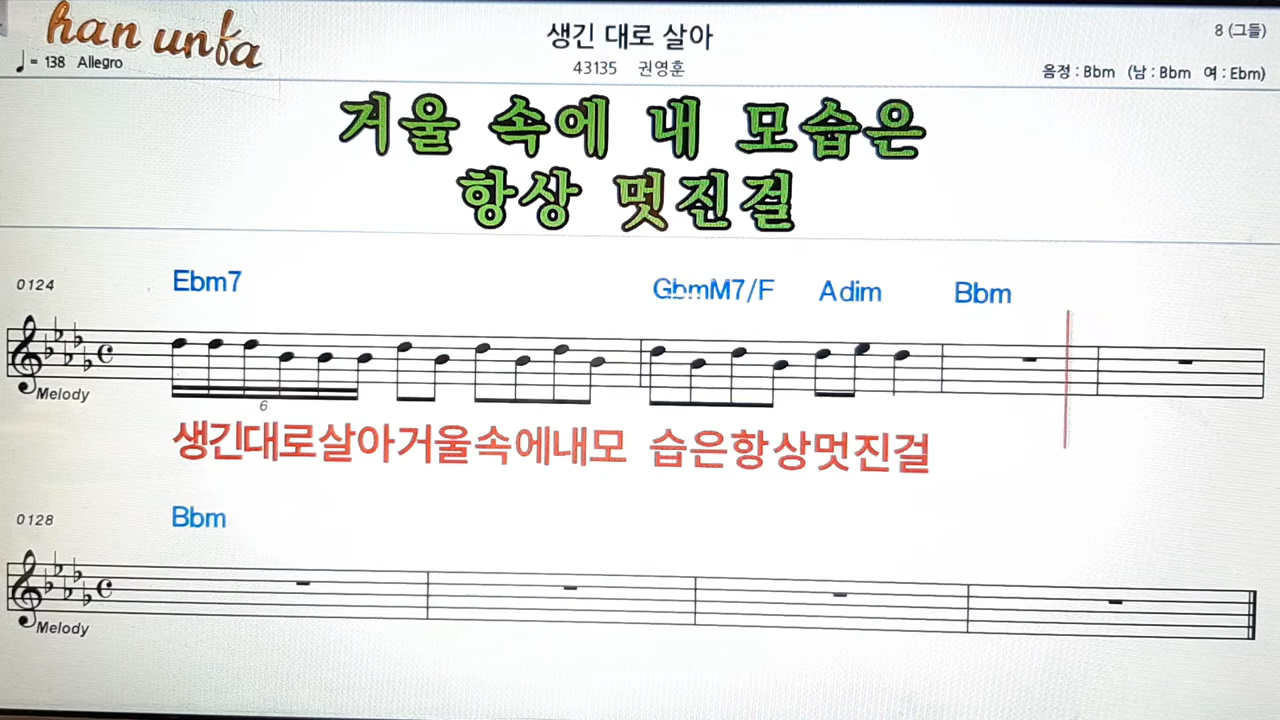 han unfa
생긴 대로 살아
8 (그들)
♩= 138 Allegro
43135 권영훈
음정 : Bbm (남 : Bbm 여 : Ebm)
거울 속에 내 모습은
항상 멋진걸
0124
Ebm7 GbmM7/F Adim Bbm
Melody
6
생긴대로살아거울속에내모 습은항상멋진걸
0128
Bbm
Melody